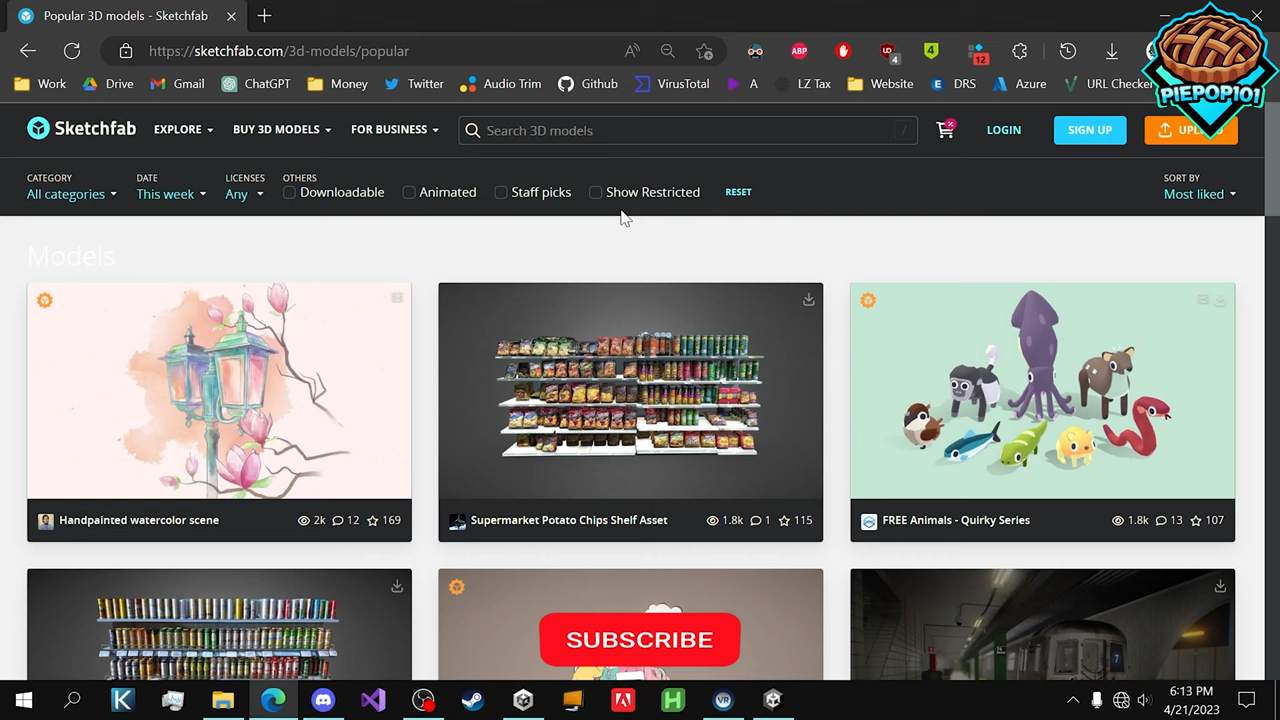 Popular 3D models - Sketchfab
https://sketchfab.com/3d-models/popular
PIEPOP101
Work Drive Gmail ChatGPT Money Twitter Audio Trim Github VirusTotal A LZ Tax Website DRS Azure URL Checker
Sketchfab EXPLORE BUY 3D MODELS FOR BUSINESS Search 3D models / LOGIN SIGN UP
CATEGORY DATE LICENSES OTHERS SORT BY
All categories This week Any Downloadable Animated Staff picks Show Restricted RESET Most liked
Models
Handpainted watercolor scene 2k 12 169
Supermarket Potato Chips Shelf Asset 1.8k 1 115
FREE Animals - Quirky Series 1.8k 13 107
SUBSCRIBE
6:13 PM
4/21/2023